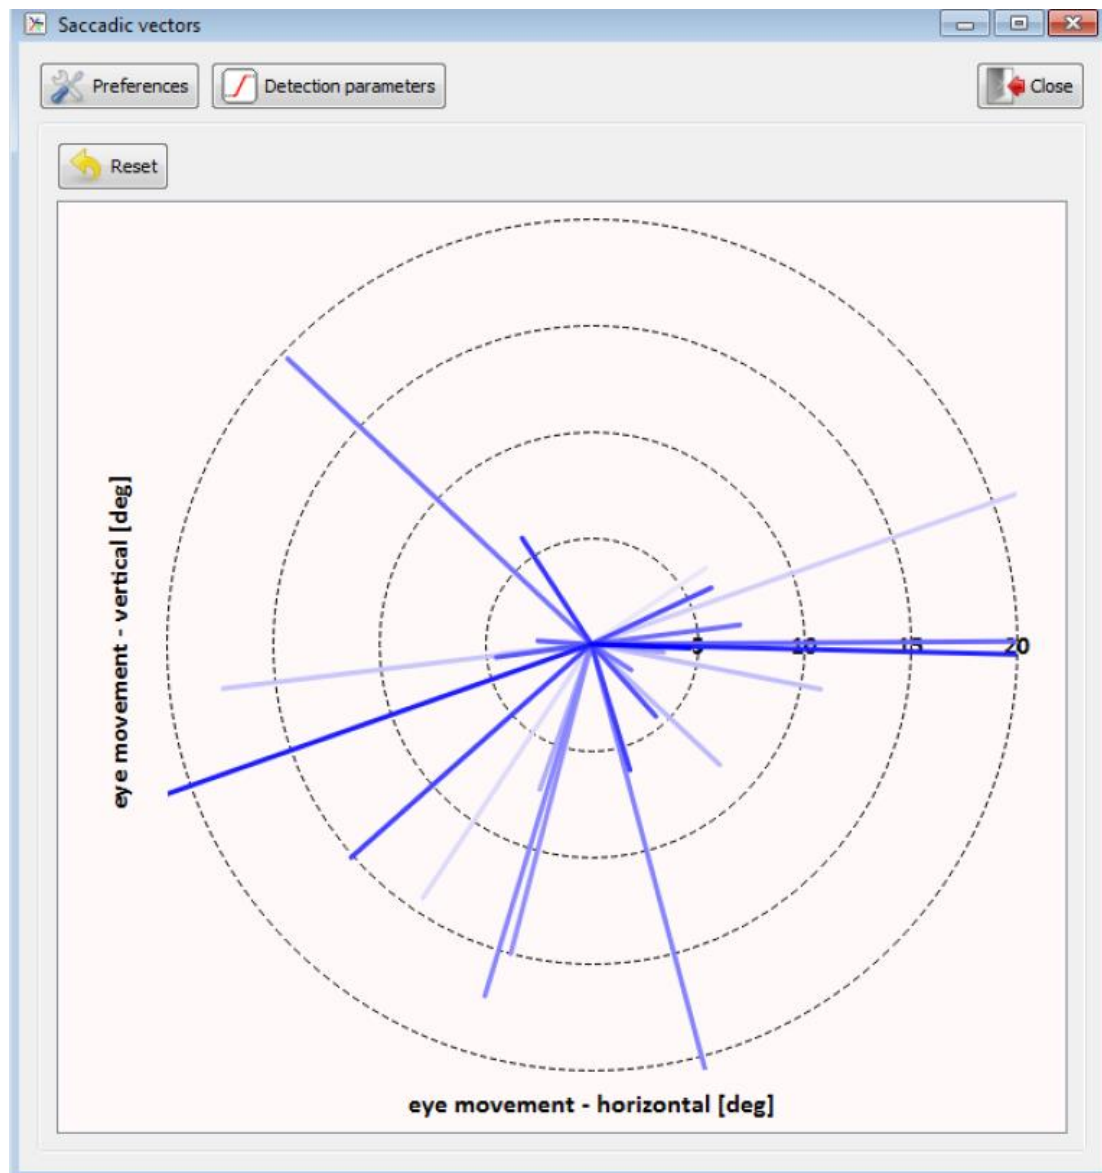 Saccadic vectors
Preferences
Detection parameters
Close
Reset
eye movement - vertical [deg]
5 10 15 20
eye movement - horizontal [deg]